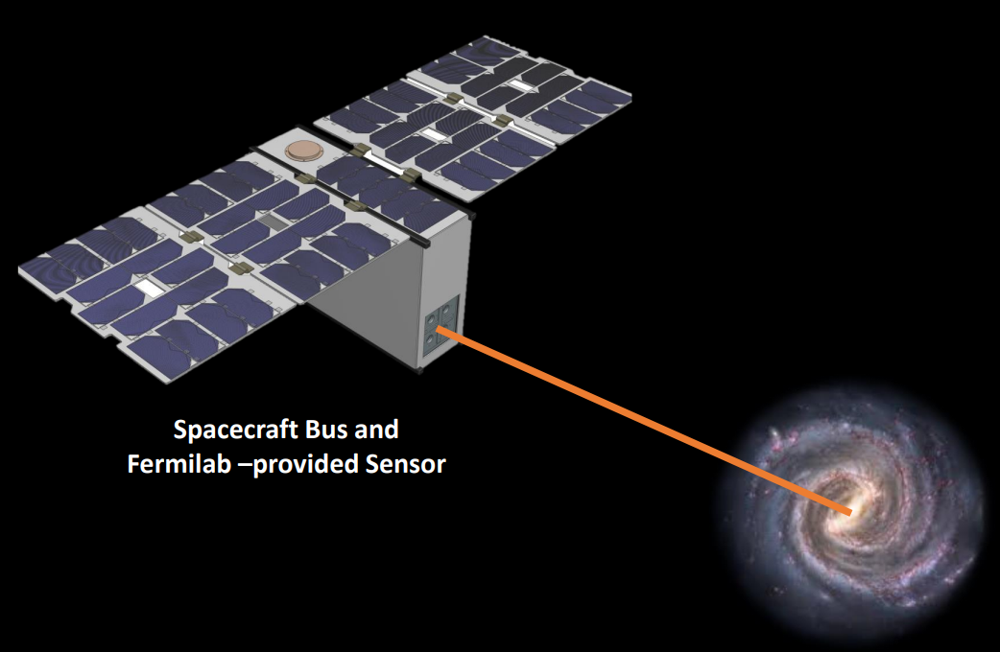 Spacecraft Bus and
Fermilab –provided Sensor